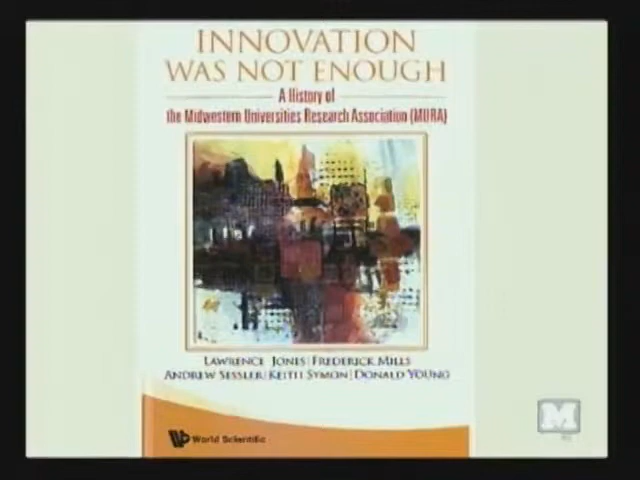 INNOVATION
WAS NOT ENOUGH
A History of
the Midwestern Universities Research Association (MURA)
LAWRENCE JONES | FREDERICK MILLS
ANDREW SESSLER | KEITH SYMON | DONALD YOUNG
World Scientific
M